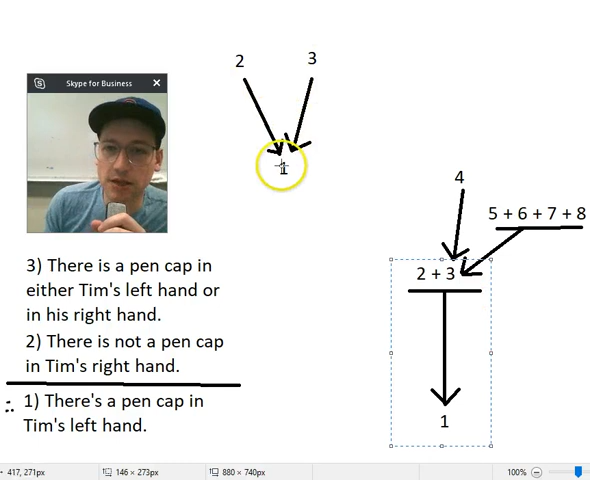 Skype for Business
2
3
1
4
5 + 6 + 7 + 8
2 + 3
1
3) There is a pen cap in
either Tim's left hand or
in his right hand.
2) There is not a pen cap
in Tim's right hand.
∴ 1) There's a pen cap in
Tim's left hand.
417, 271px
146 × 273px
880 × 740px
100%